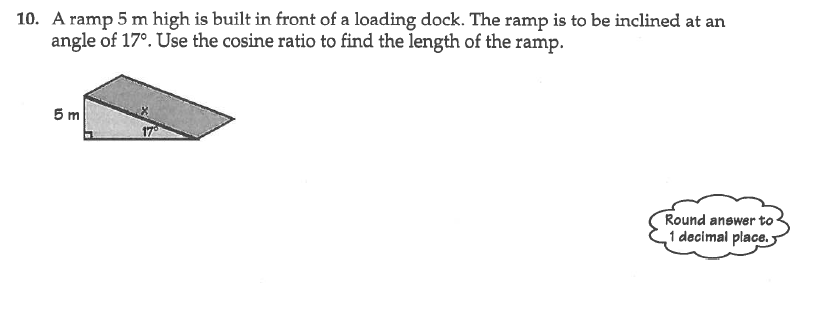 10. A ramp 5 m high is built in front of a loading dock. The ramp is to be inclined at an
angle of 17°. Use the cosine ratio to find the length of the ramp.
5 m
x
17°
Round answer to
1 decimal place.